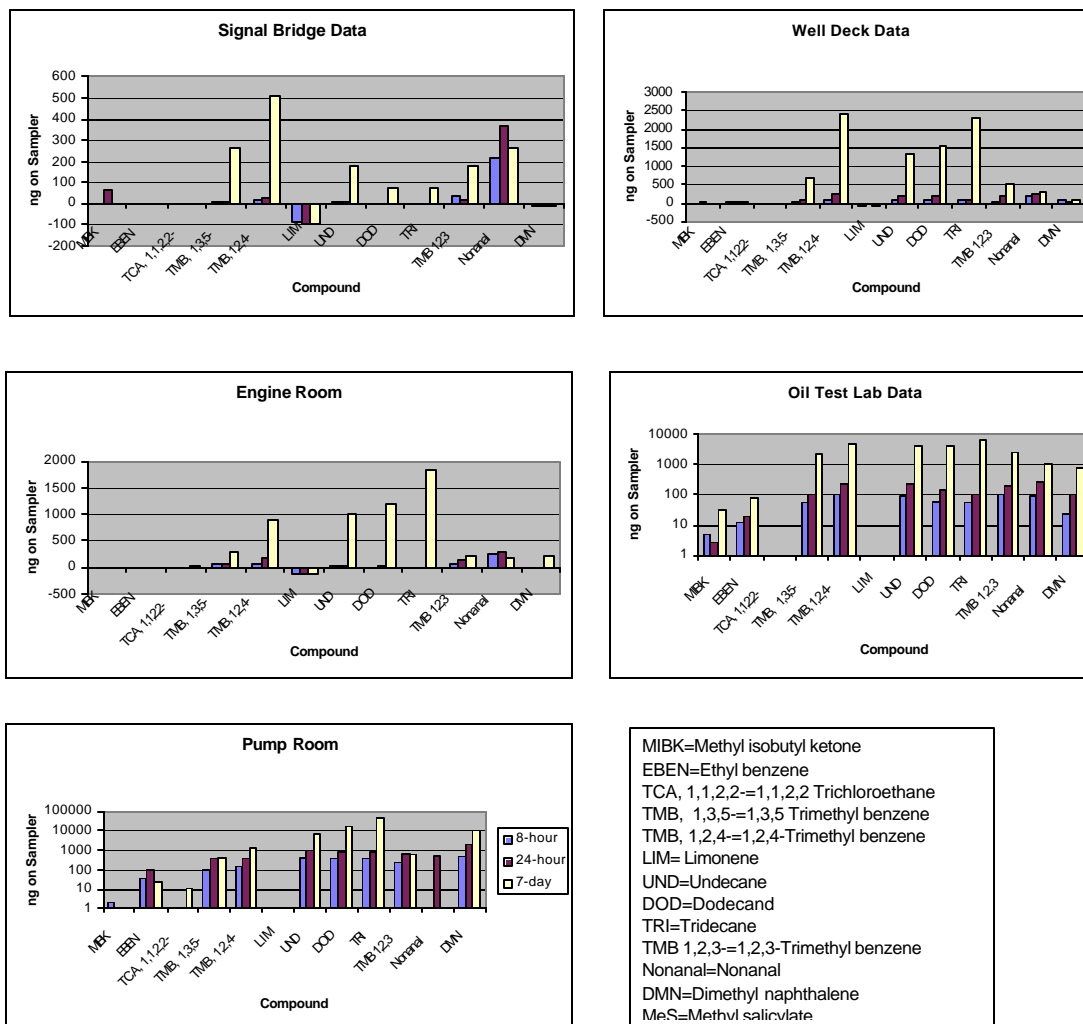 Signal Bridge Data
ng on Sampler
600
500
400
300
200
100
0
-100
-200
MIBK
EBEN
TCA, 1,1,2,2-
TMB, 1,3,5-
TMB, 1,2,4-
LIM
UND
DOD
TRI
TMB 1,2,3
Nonanal
DMN
Compound
Well Deck Data
ng on Sampler
3000
2500
2000
1500
1000
500
0
-500
MIBK
EBEN
TCA, 1,1,2,2-
TMB, 1,3,5-
TMB, 1,2,4-
LIM
UND
DOD
TRI
TMB 1,2,3
Nonanal
DMN
Compound
Engine Room
ng on Sampler
2000
1500
1000
500
0
-500
MIBK
EBEN
TCA, 1,1,2,2-
TMB, 1,3,5-
TMB, 1,2,4-
LIM
UND
DOD
TRI
TMB 1,2,3
Nonanal
DMN
Compound
Oil Test Lab Data
ng on Sampler
10000
1000
100
10
1
MIBK
EBEN
TCA, 1,1,2,2-
TMB, 1,3,5-
TMB, 1,2,4-
LIM
UND
DOD
TRI
TMB 1,2,3
Nonanal
DMN
Compound
Pump Room
ng on Sampler
100000
10000
1000
100
10
1
MIBK
EBEN
TCA, 1,1,2,2-
TMB, 1,3,5-
TMB, 1,2,4-
LIM
UND
DOD
TRI
TMB 1,2,3
Nonanal
DMN
Compound
8-hour
24-hour
7-day
MIBK=Methyl isobutyl ketone
EBEN=Ethyl benzene
TCA, 1,1,2,2-=1,1,2,2 Trichloroethane
TMB, 1,3,5-=1,3,5 Trimethyl benzene
TMB, 1,2,4-=1,2,4-Trimethyl benzene
LIM= Limonene
UND=Undecane
DOD=Dodecand
TRI=Tridecane
TMB 1,2,3-=1,2,3-Trimethyl benzene
Nonanal=Nonanal
DMN=Dimethyl naphthalene
MeS=Methyl salicylate